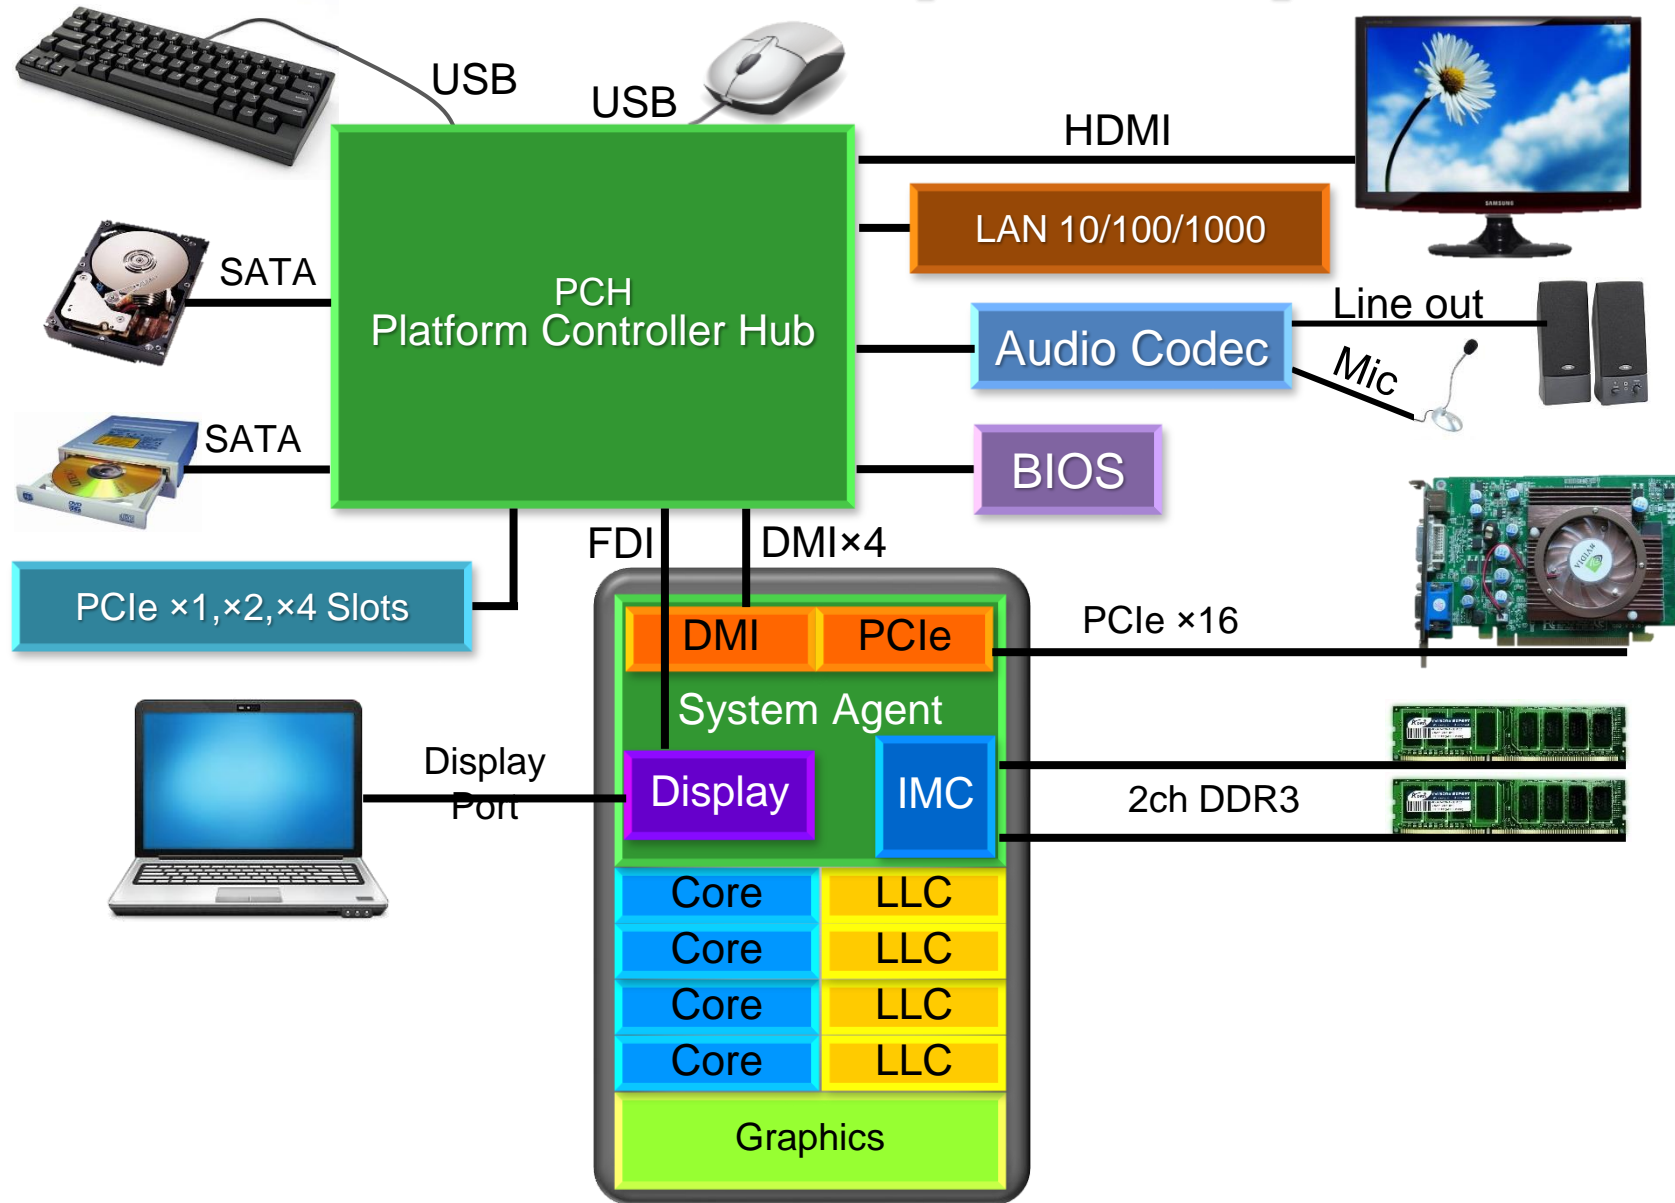 USB
USB
HDMI
SAMSUNG
LAN 10/100/1000
SATA
PCH
Platform Controller Hub
Line out
Audio Codec
Mic
SATA
BIOS
FDI
DMI×4
NVIDIA
PCIe ×1,×2,×4 Slots
DMI
PCIe
PCIe ×16
System Agent
Display
Port
Display
IMC
2ch DDR3
Core
LLC
Core
LLC
Core
LLC
Core
LLC
Graphics